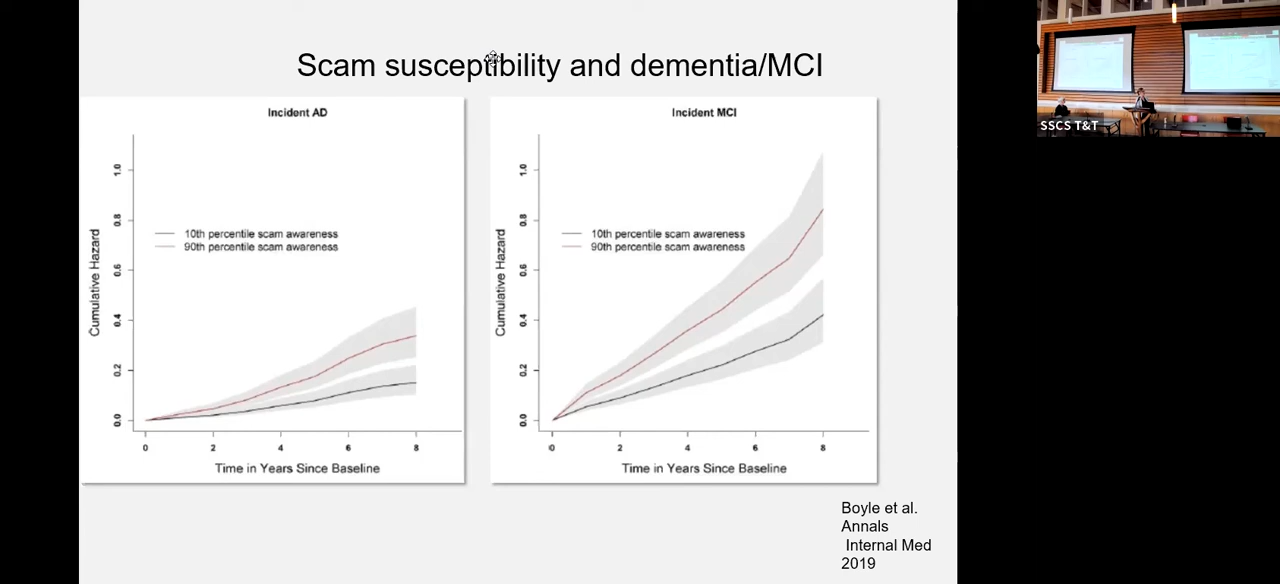 Scam susceptibility and dementia/MCI
Incident AD
Cumulative Hazard
1.0
0.8
0.6
0.4
0.2
0.0
10th percentile scam awareness
90th percentile scam awareness
0 2 4 6 8
Time in Years Since Baseline
Incident MCI
Cumulative Hazard
1.0
0.8
0.6
0.4
0.2
0.0
10th percentile scam awareness
90th percentile scam awareness
0 2 4 6 8
Time in Years Since Baseline
Boyle et al.
Annals
Internal Med
2019
SSCS T&T